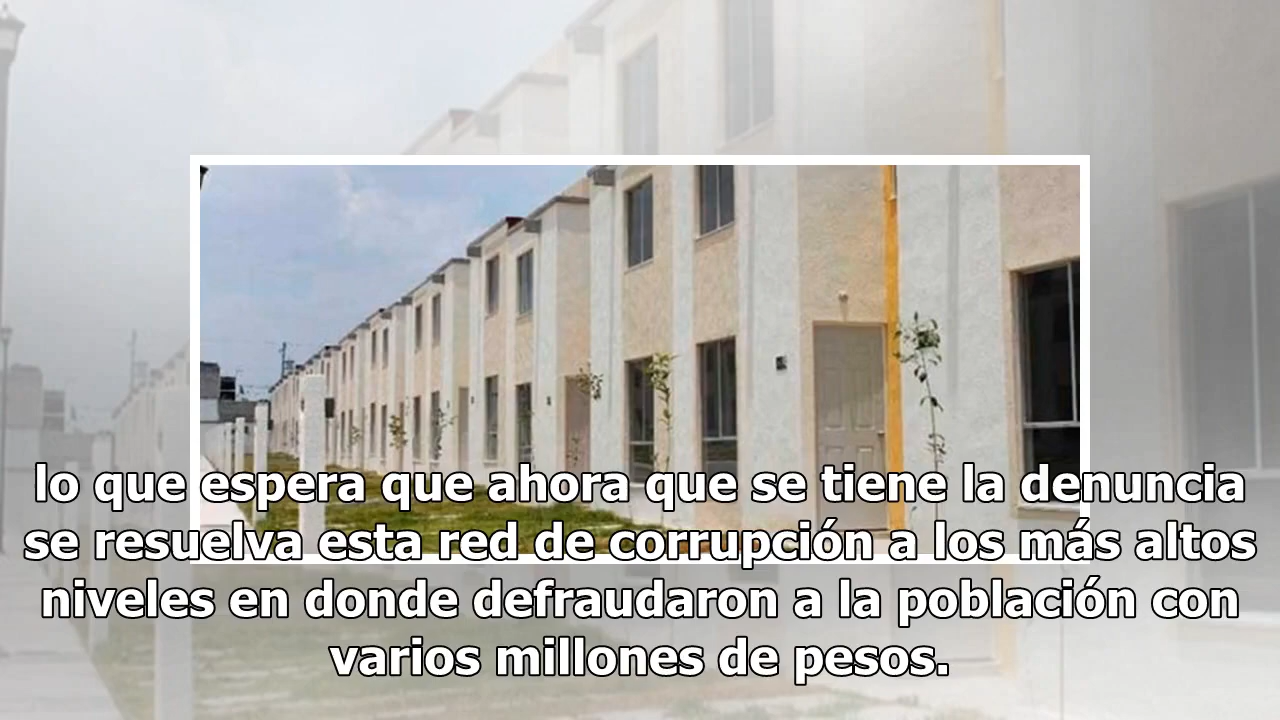 lo que espera que ahora que se tiene la denuncia
se resuelva esta red de corrupción a los más altos
niveles en donde defraudaron a la población con
varios millones de pesos.